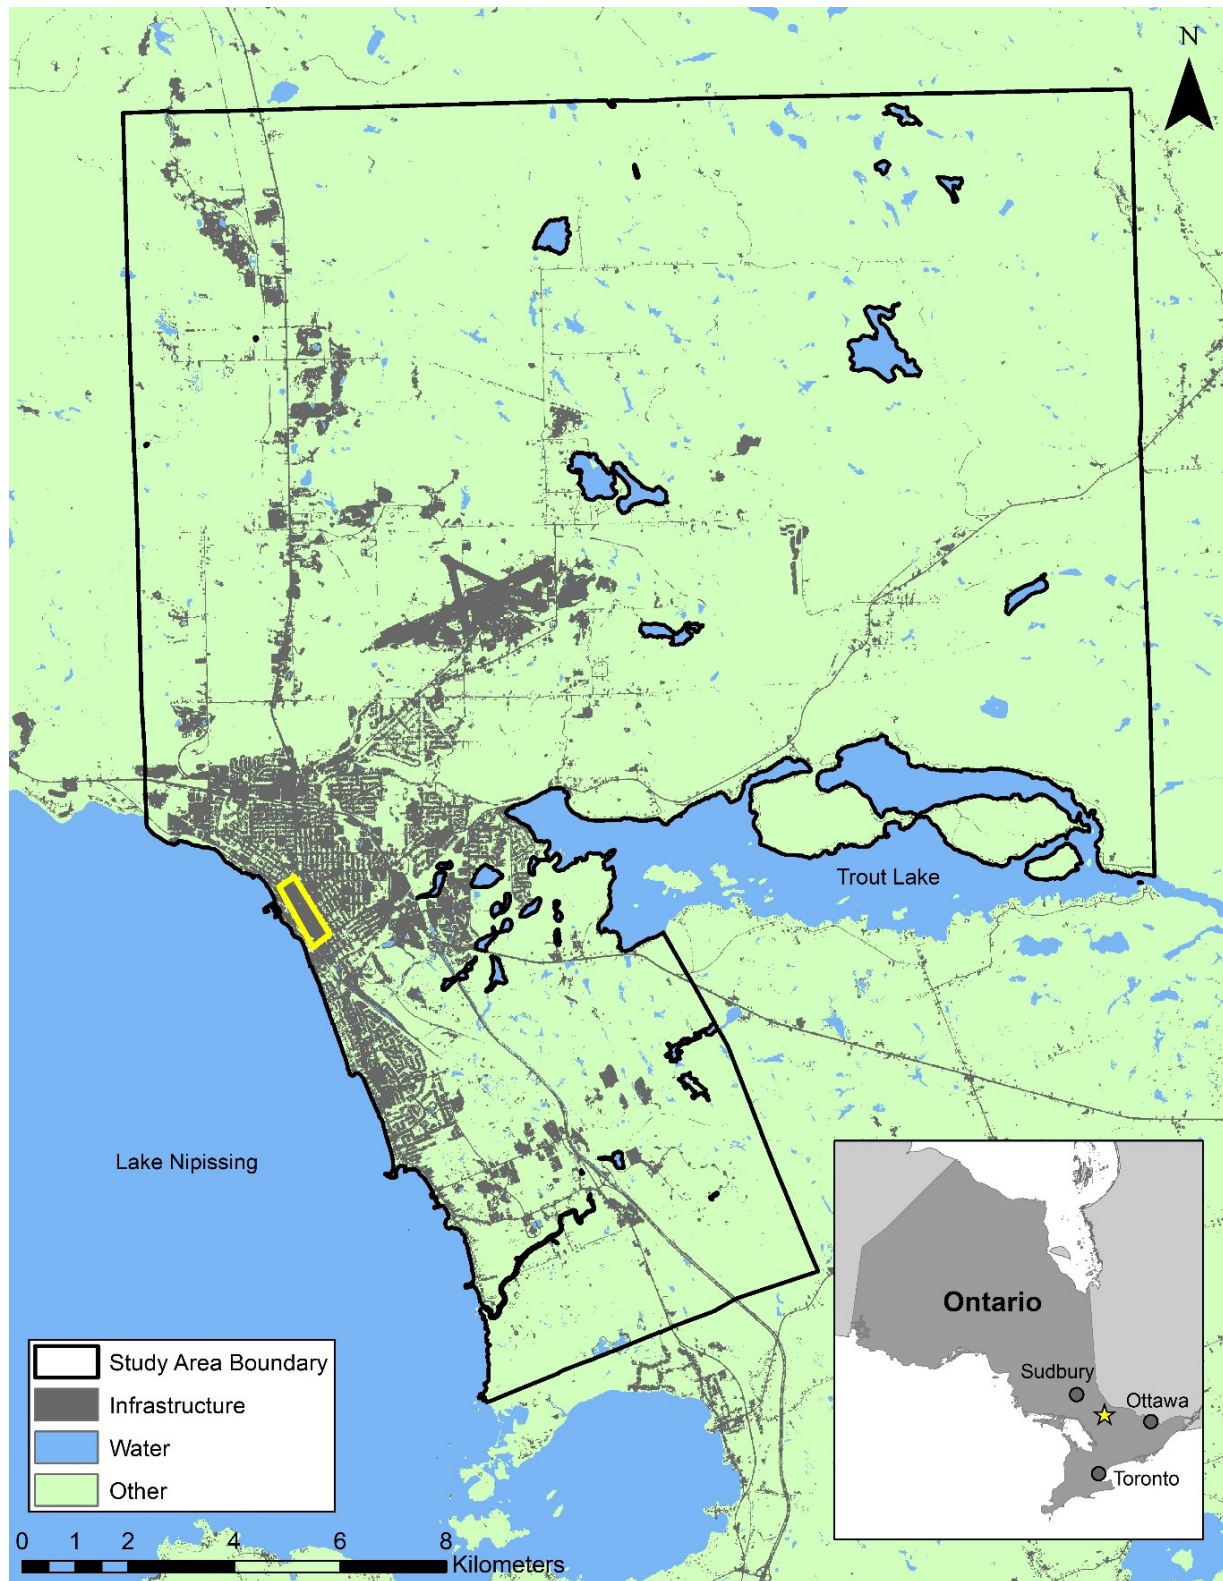 N
Trout Lake
Lake Nipissing
Ontario
Sudbury
Ottawa
Toronto
Study Area Boundary
Infrastructure
Water
Other
0 1 2 4 6 8
Kilometers